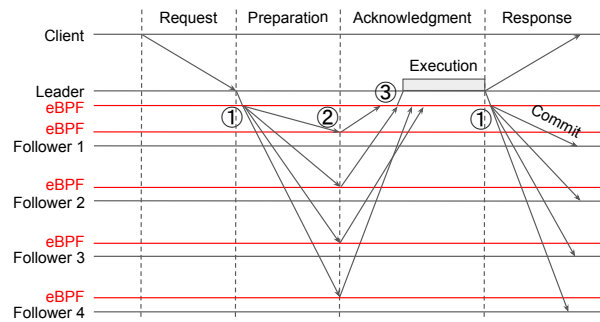 Request Preparation Acknowledgment Response
Client
Execution
Leader
③
eBPF
① ② ①
Commit
eBPF
Follower 1
eBPF
Follower 2
eBPF
Follower 3
eBPF
Follower 4